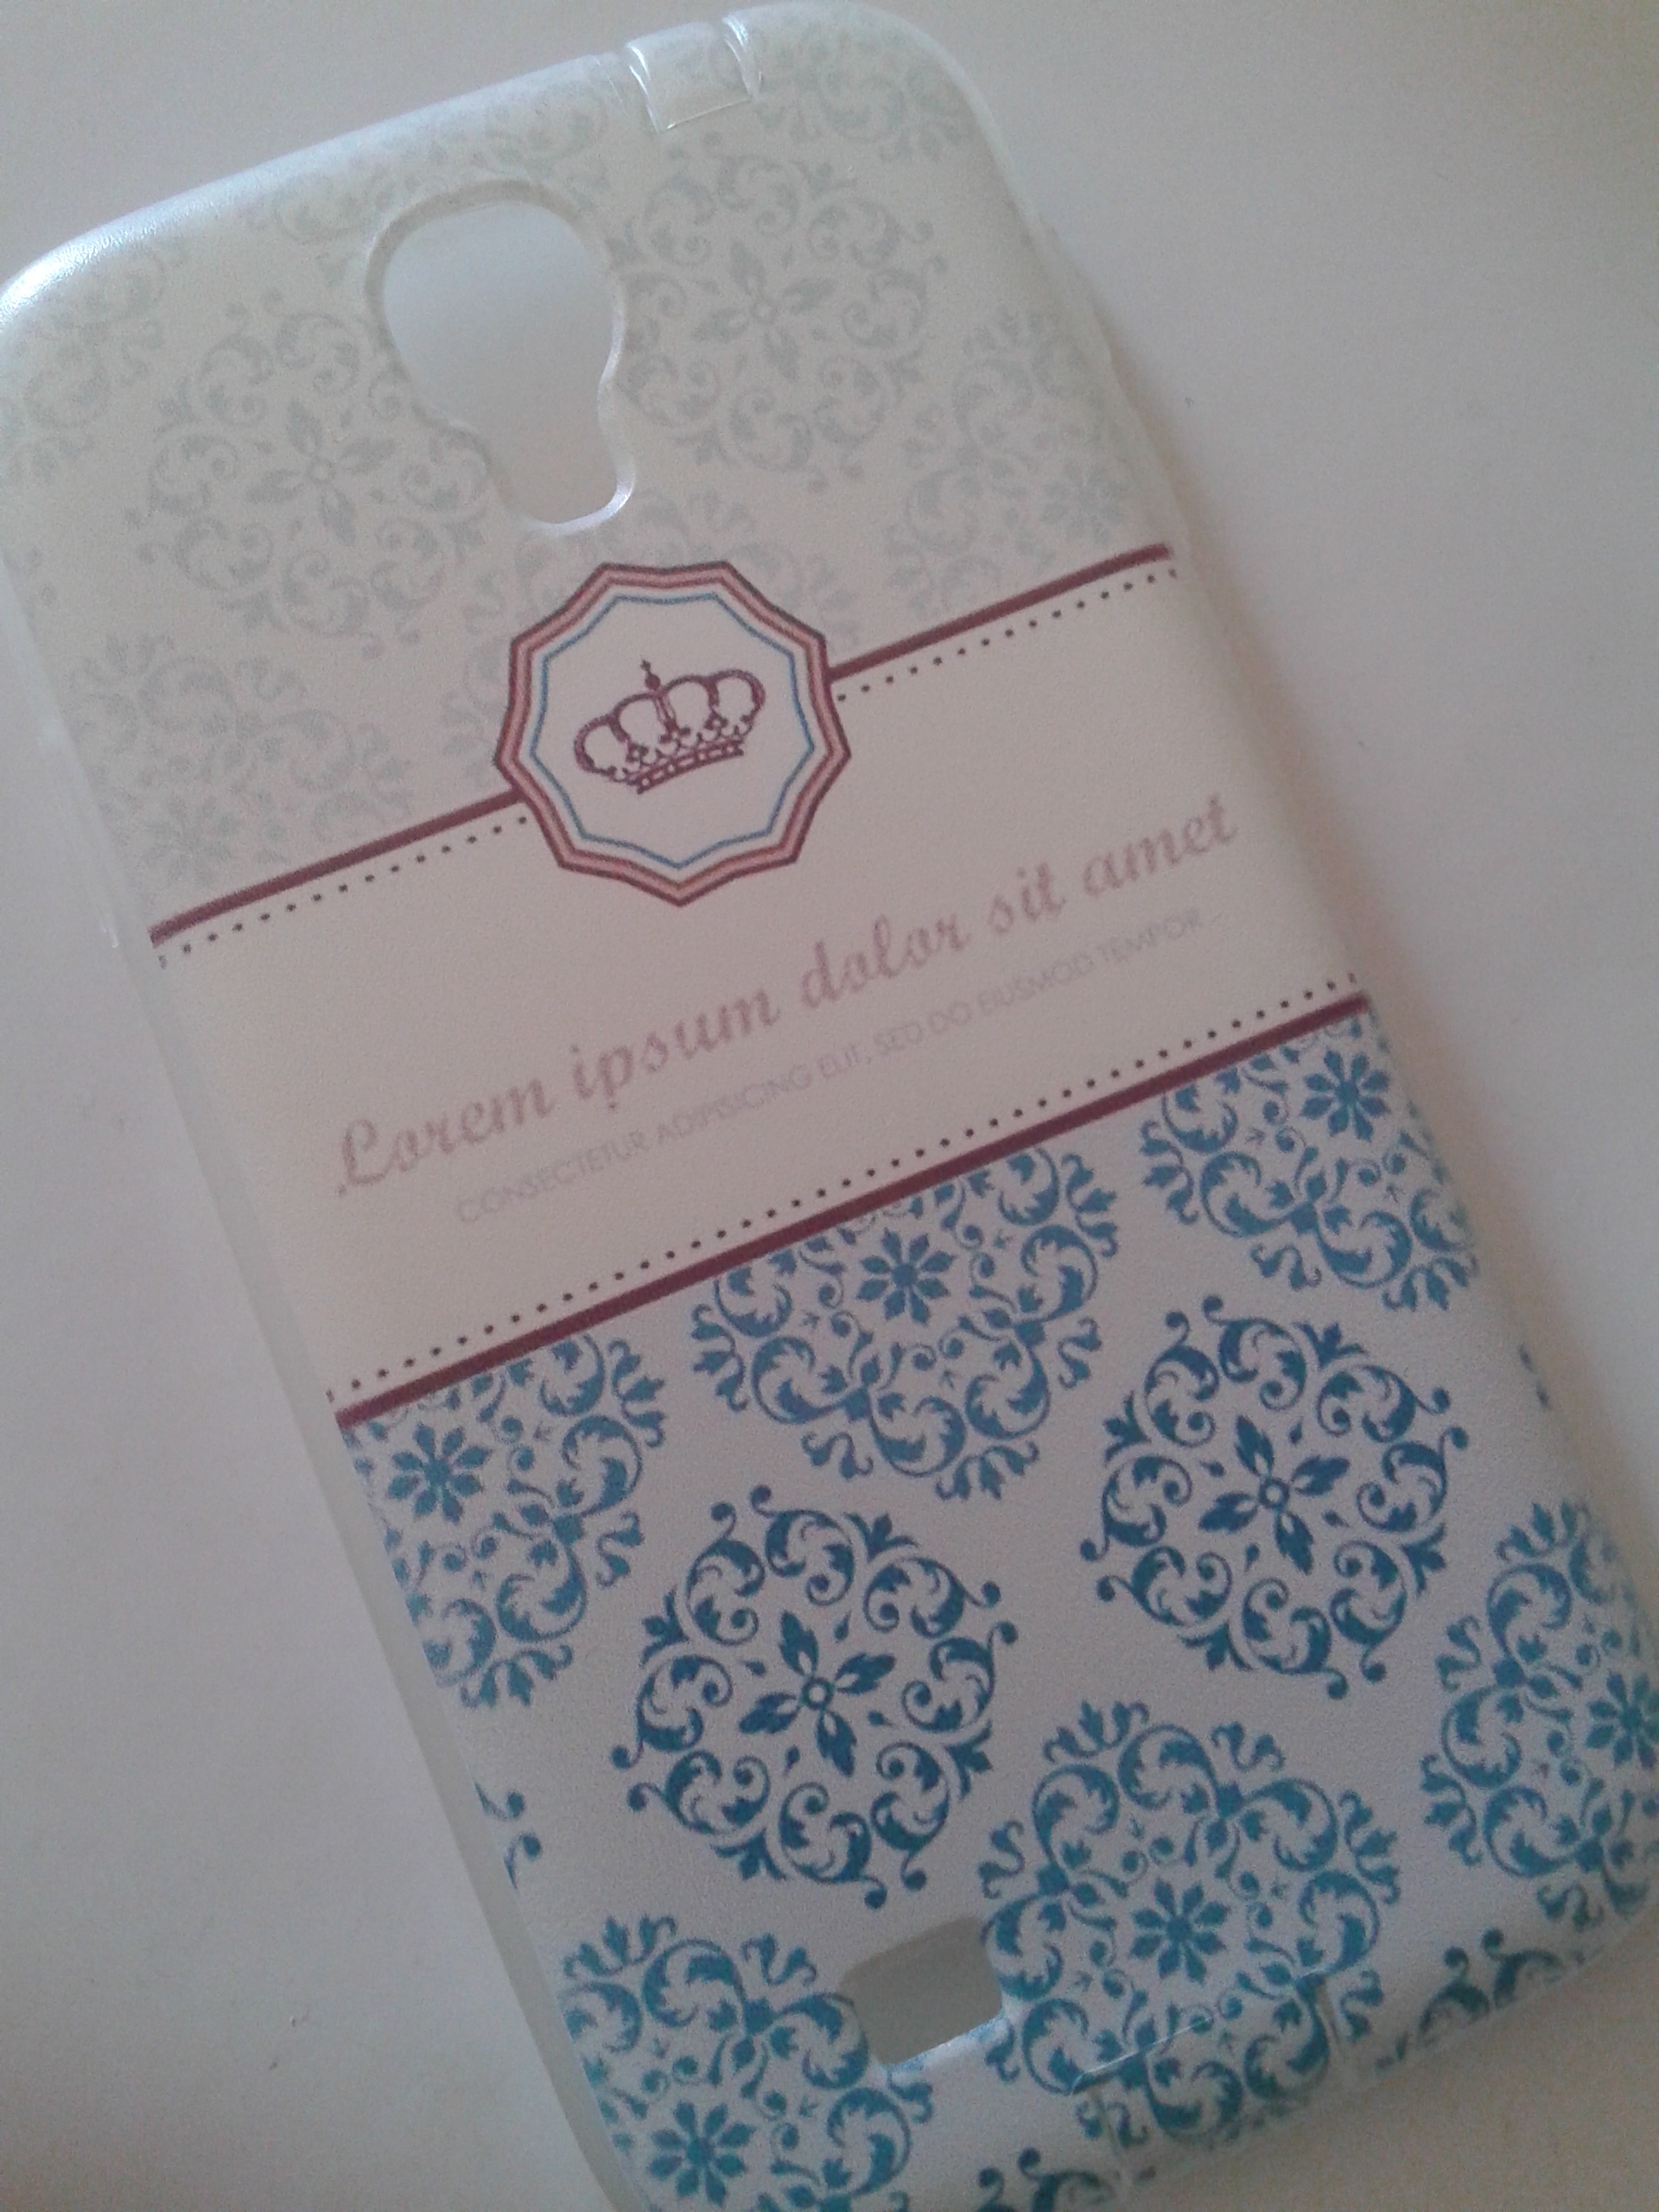 Lorem ipsum dolor sit amet
CONSECTETUR ADIPISICING ELIT, SED DO EIUSMOD TEMPOR